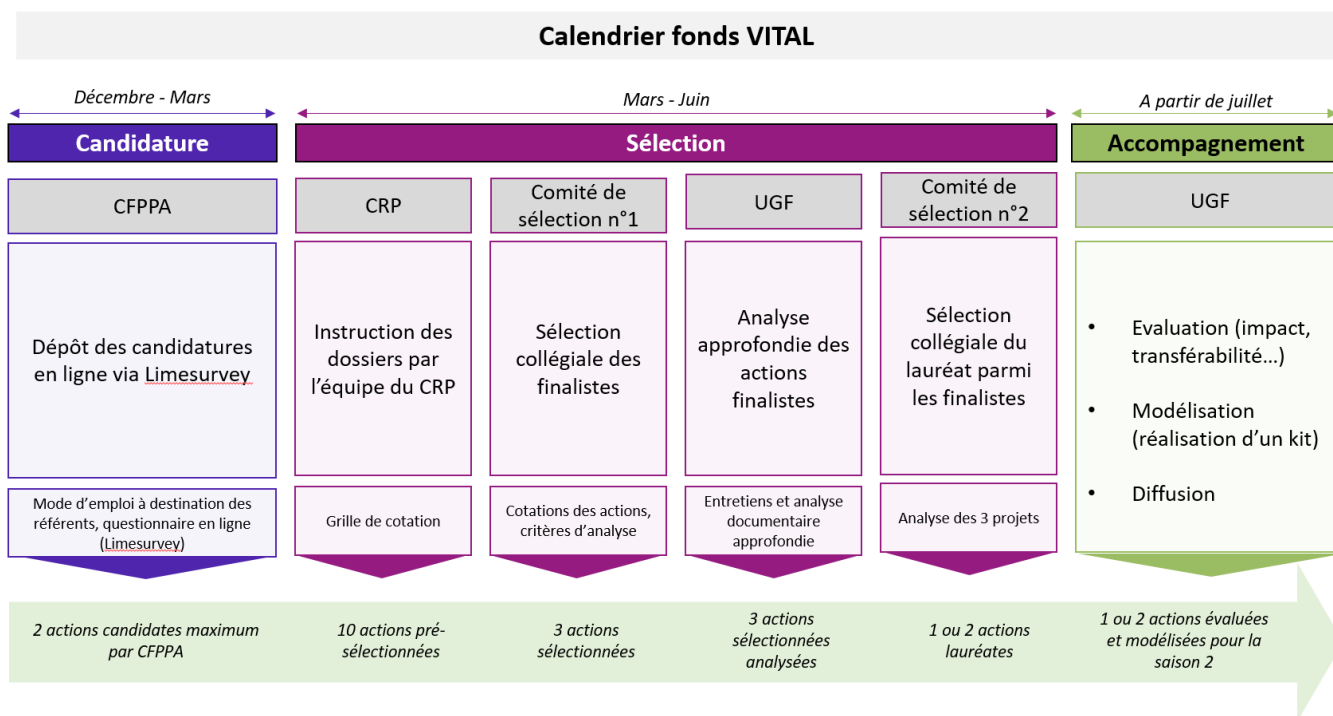 Calendrier fonds VITAL
Décembre - Mars
Mars - Juin
A partir de juillet
Candidature
Sélection
Accompagnement
CFPPA
CRP
Comité de
sélection n°1
UGF
Comité de
sélection n°2
UGF
Dépôt des candidatures
en ligne via Limesurvey
Instruction des
dossiers par
l’équipe du CRP
Sélection
collégiale des
finalistes
Analyse
approfondie des
actions
finalistes
Sélection
collégiale du
lauréat parmi
les finalistes
• Evaluation (impact,
transférabilité…)
• Modélisation
(réalisation d’un kit)
• Diffusion
Mode d’emploi à destination des
référents, questionnaire en ligne
(Limesurvey)
Grille de cotation
Cotations des actions,
critères d’analyse
Entretiens et analyse
documentaire
approfondie
Analyse des 3 projets
2 actions candidates maximum
par CFPPA
10 actions pré-
sélectionnées
3 actions
sélectionnées
3 actions
sélectionnées
analysées
1 ou 2 actions
lauréates
1 ou 2 actions évaluées
et modélisées pour la
saison 2